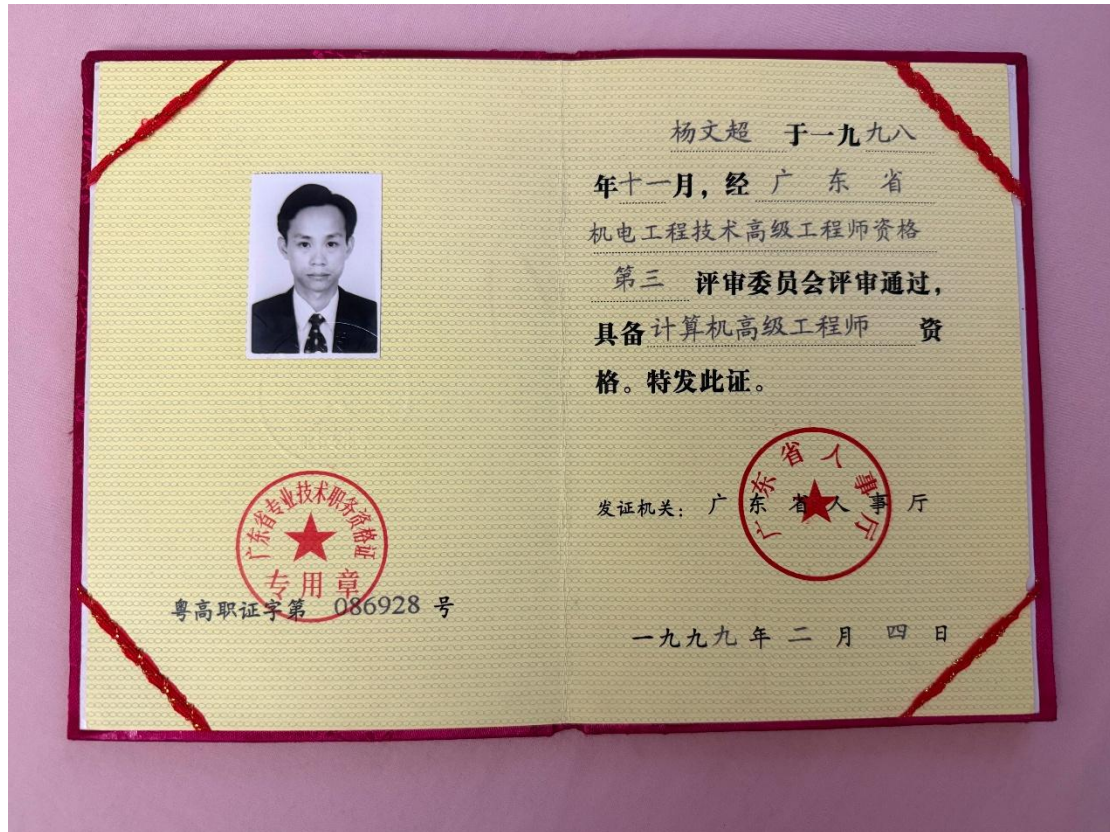 广东省专业技术职务资格证
专用章
粤高职证字第 086928 号
杨文超 于一九九八
年十一月，经 广东省
机电工程技术高级工程师资格
第三 评审委员会评审通过，
具备计算机高级工程师 资
格。特发此证。
广东省人事厅
发证机关：广东省人事厅
一九九九年二月四日